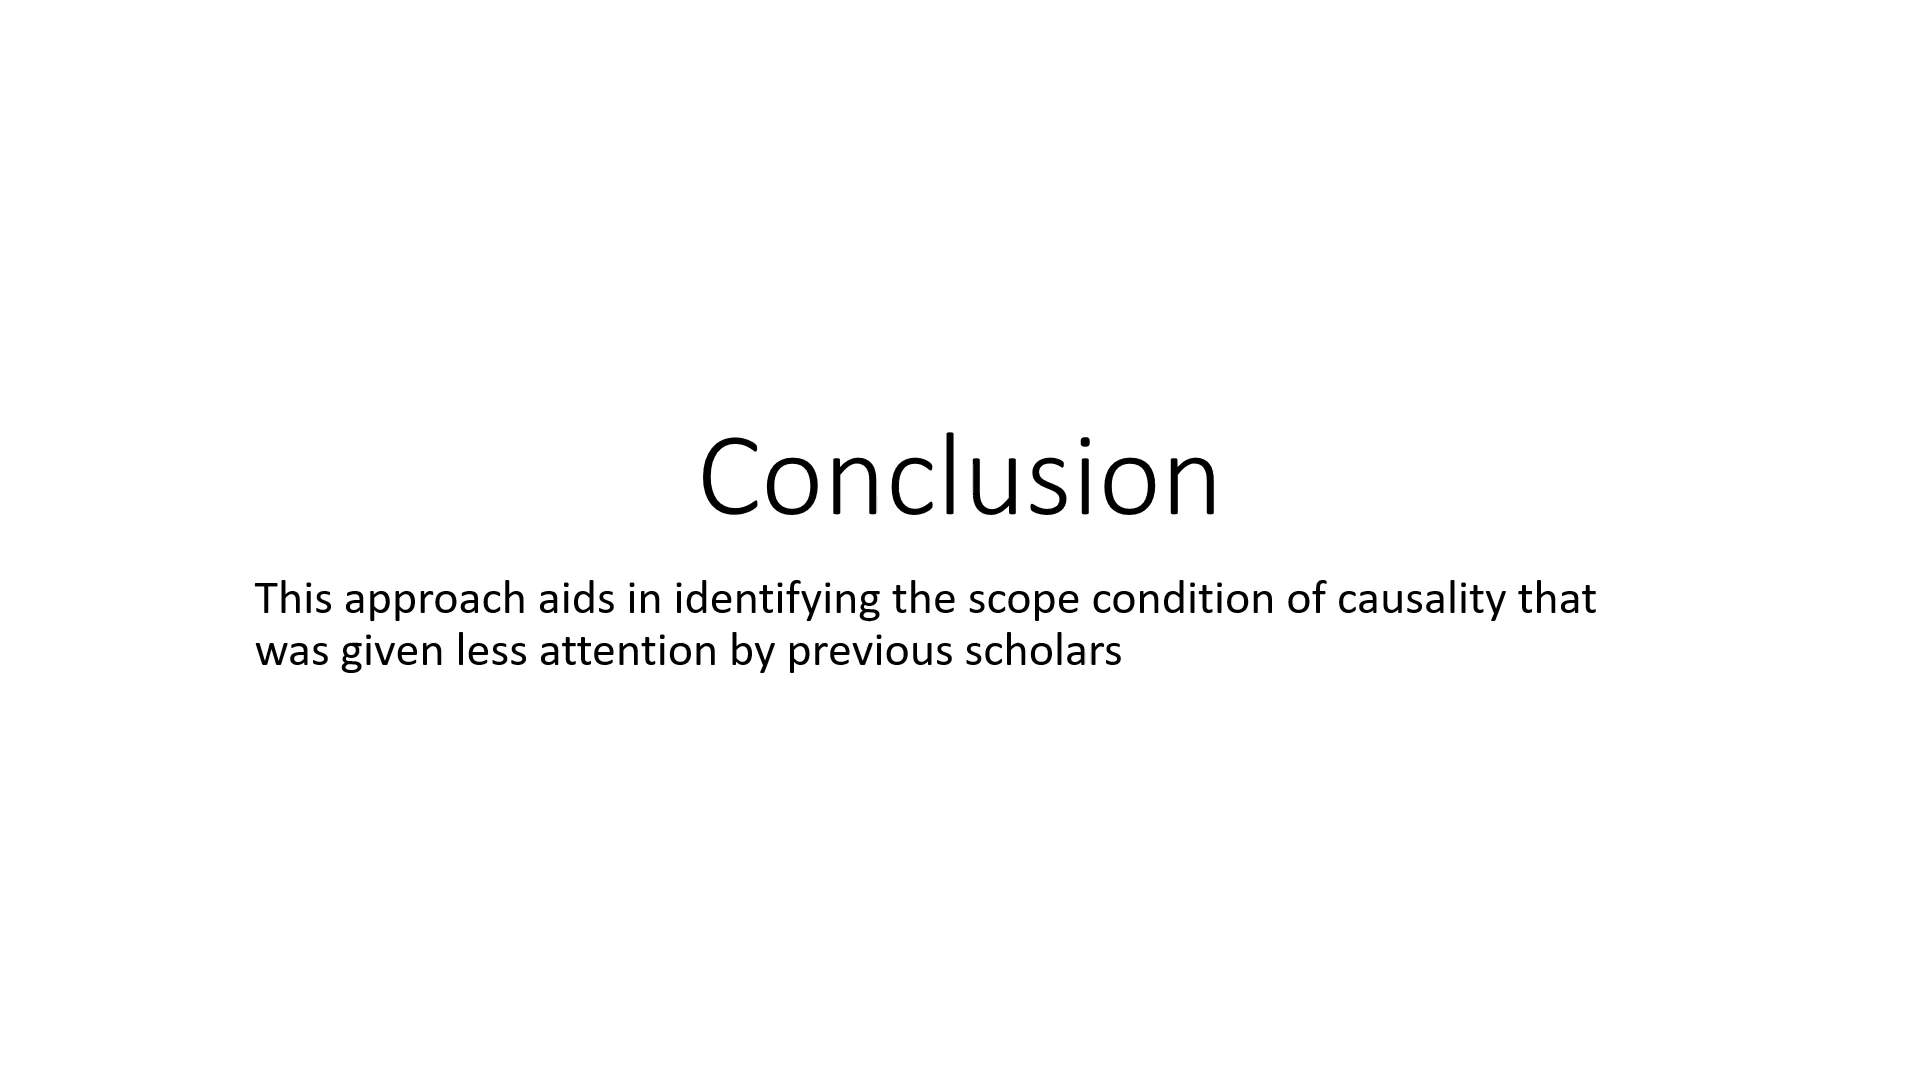 Conclusion
This approach aids in identifying the scope condition of causality that
was given less attention by previous scholars